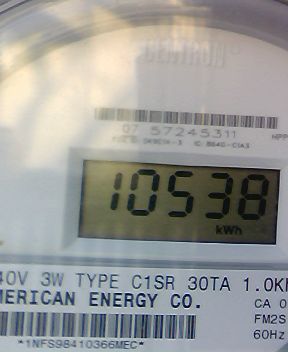 CENTRON
07 57245311
10538
kWh
40V 3W TYPE C1SR 30TA 1.0K
MERICAN ENERGY CO.
CA 0
FM2S
60Hz
*1NFS98410366MEC*